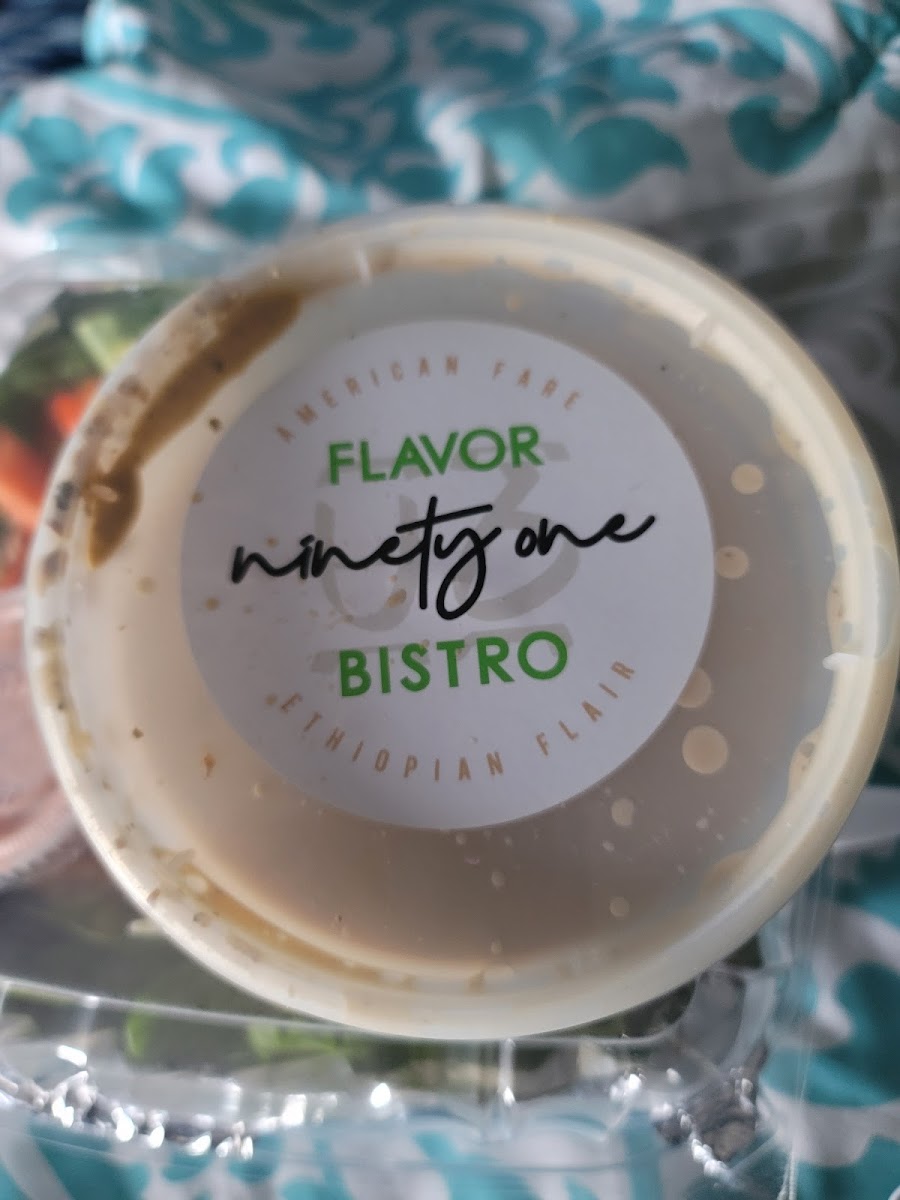 AMERICAN FARE
FLAVOR
ninety one
BISTRO
ETHIOPIAN FLAIR